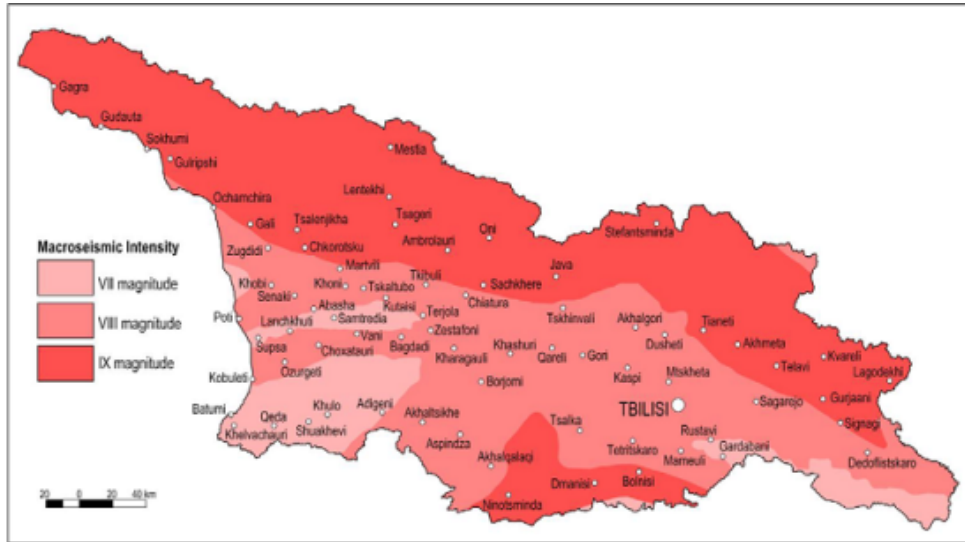 Gagra
Gudauta
Sokhumi
Gulripshi
Mestia
Lentekhi
Ochamchira
Tsageri
Gali
Tsalenjikha
Oni
Stefantsminda
Macroseismic Intensity
Zugdidi
Chkorotsku
Ambrolauri
VII magnitude
Martvili
Java
Khobi
Khoni
Tskaltubo
Tkibuli
Sachkhere
Senaki
Abasha
Kutaisi
Chiatura
VIII magnitude
Poti
Lanchkhuti
Samtredia
Terjola
Tskhinvali
Akhalgori
Tianeti
Vani
Zestafoni
Dusheti
Akhmeta
IX magnitude
Supsa
Choxatauri
Bagdadi
Khashuri
Kharagauli
Qareli
Gori
Telavi
Kvareli
Ozurgeti
Kobuleti
Borjomi
Kaspi
Mtskheta
Lagodekhi
Batumi
Khulo
Adigeni
TBILISI
Sagarejo
Gurjaani
Qeda
Shuakhevi
Khelvachauri
Akhaltsikhe
Tsalka
Rustavi
Signagi
Aspindza
Tetritskaro
Gardabani
Marneuli
Dedoflistskaro
Akhalqalaqi
Dmanisi
Bolnisi
Ninotsminda
20 0 20 40 km